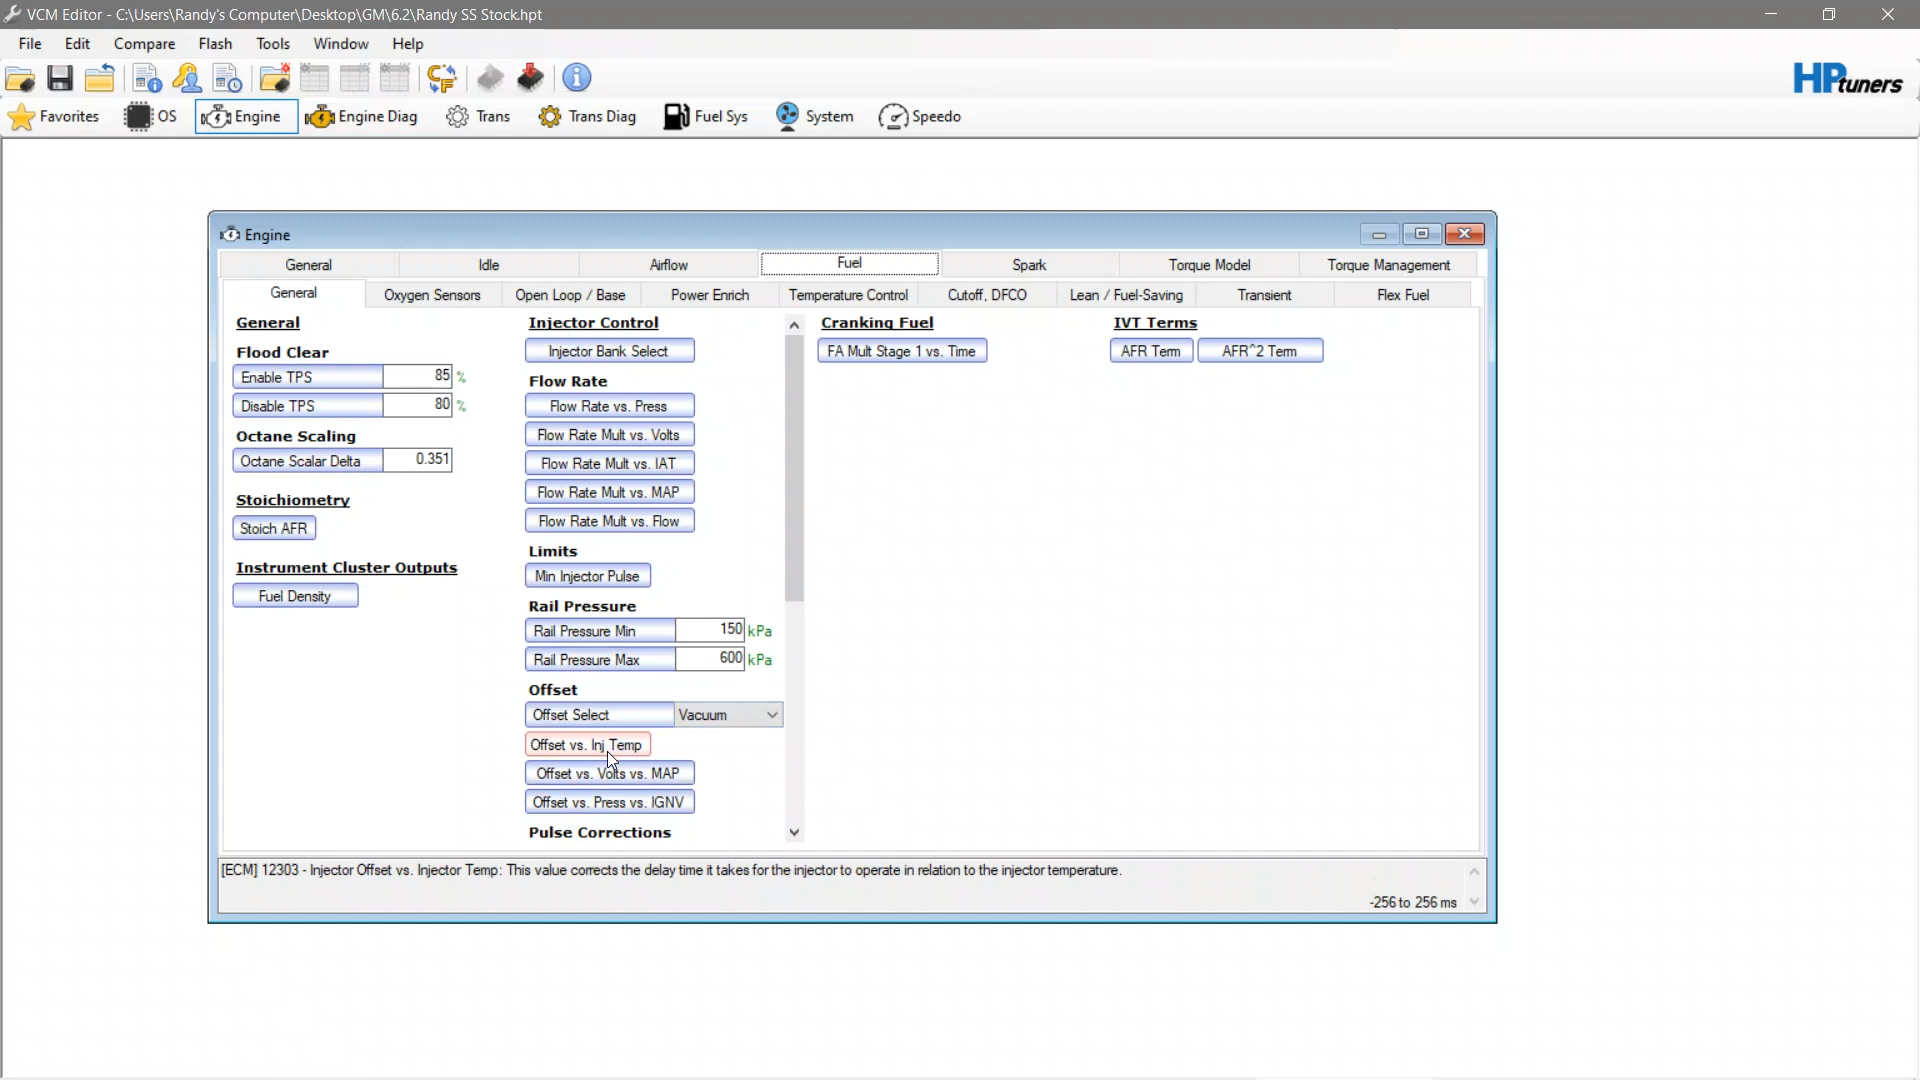 VCM Editor - C:\Users\Randy's Computer\Desktop\GM\6.2\Randy SS Stock.hpt
File Edit Compare Flash Tools Window Help
HPtuners
Favorites OS Engine Engine Diag Trans Trans Diag Fuel Sys System Speedo
Engine
General Idle Airflow Fuel Spark Torque Model Torque Management
General Oxygen Sensors Open Loop / Base Power Enrich Temperature Control Cutoff, DFCO Lean / Fuel-Saving Transient Flex Fuel
General
Flood Clear
Enable TPS 85 %
Disable TPS 80 %
Octane Scaling
Octane Scalar Delta 0.351
Stoichiometry
Stoich AFR
Instrument Cluster Outputs
Fuel Density
Injector Control
Injector Bank Select
Flow Rate
Flow Rate vs. Press
Flow Rate Mult vs. Volts
Flow Rate Mult vs. IAT
Flow Rate Mult vs. MAP
Flow Rate Mult vs. Flow
Limits
Min Injector Pulse
Rail Pressure
Rail Pressure Min 150 kPa
Rail Pressure Max 600 kPa
Offset
Offset Select Vacuum
Offset vs. Inj Temp
Offset vs. Volts vs. MAP
Offset vs. Press vs. IGNV
Pulse Corrections
Cranking Fuel
FA Mult Stage 1 vs. Time
IVT Terms
AFR Term AFR^2 Term
[ECM] 12303 - Injector Offset vs. Injector Temp: This value corrects the delay time it takes for the injector to operate in relation to the injector temperature.
-256 to 256 ms